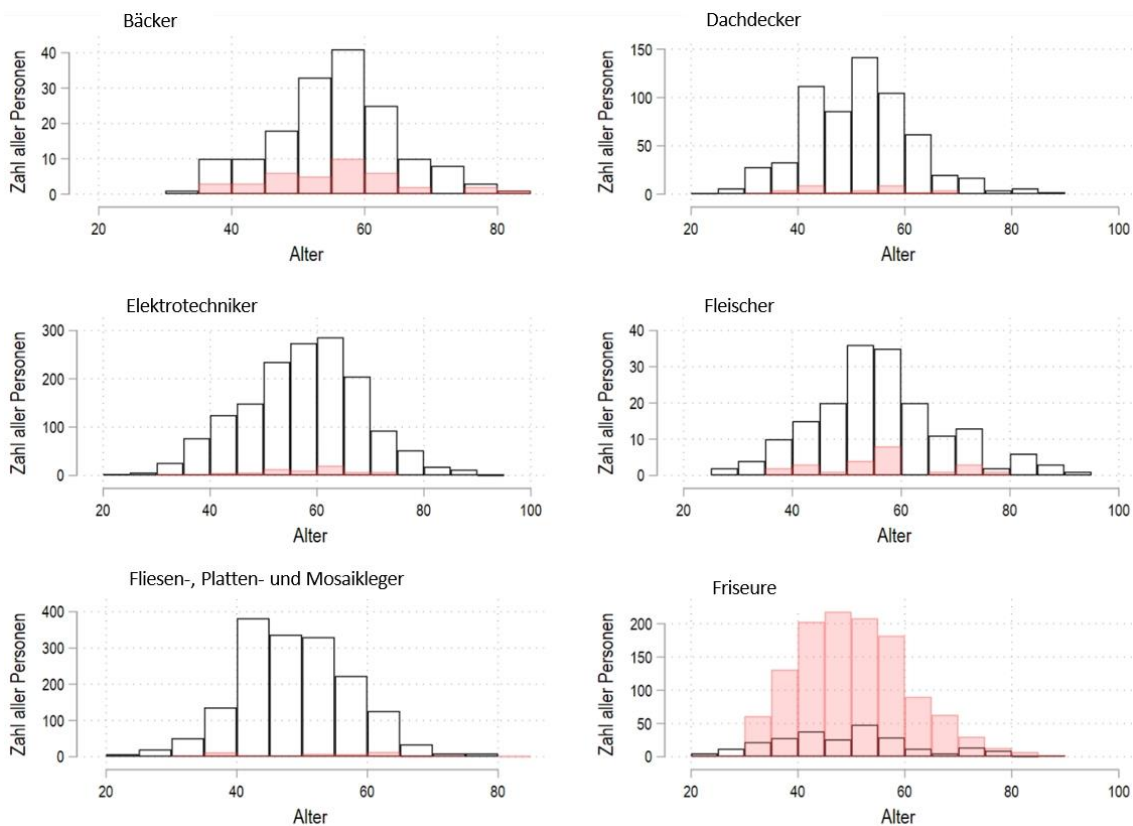 Bäcker
Zahl aller Personen
40
30
20
10
0
20 40 60 80
Alter
Dachdecker
Zahl aller Personen
150
100
50
0
20 40 60 80 100
Alter
Elektrotechniker
Zahl aller Personen
300
200
100
0
20 40 60 80 100
Alter
Fleischer
Zahl aller Personen
40
30
20
10
0
20 40 60 80 100
Alter
Fliesen-, Platten- und Mosaikleger
Zahl aller Personen
400
300
200
100
0
20 40 60 80
Alter
Friseure
Zahl aller Personen
200
150
100
50
0
20 40 60 80 100
Alter